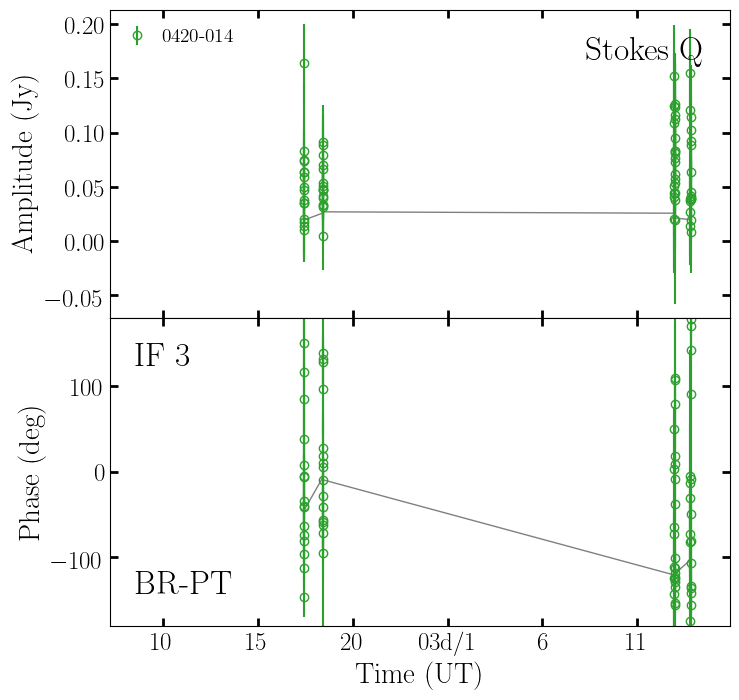 0420-014
Stokes Q
0.20
0.15
0.10
0.05
0.00
−0.05
Amplitude (Jy)
IF 3
100
0
−100
Phase (deg)
BR-PT
10 15 20 03d/1 6 11
Time (UT)